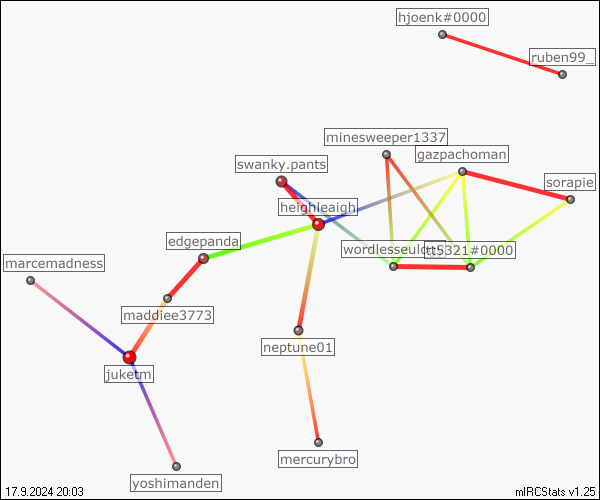 hjoenk#0000
ruben99_
minesweeper1337
gazpachoman
swanky.pants
sorapie
heighleaigh
edgepanda
tt5321#0000
marcemadness
maddiee3773
neptune01
juketm
mercurybro
yoshimanden
17.9.2024 20:03
mIRCStats v1.25